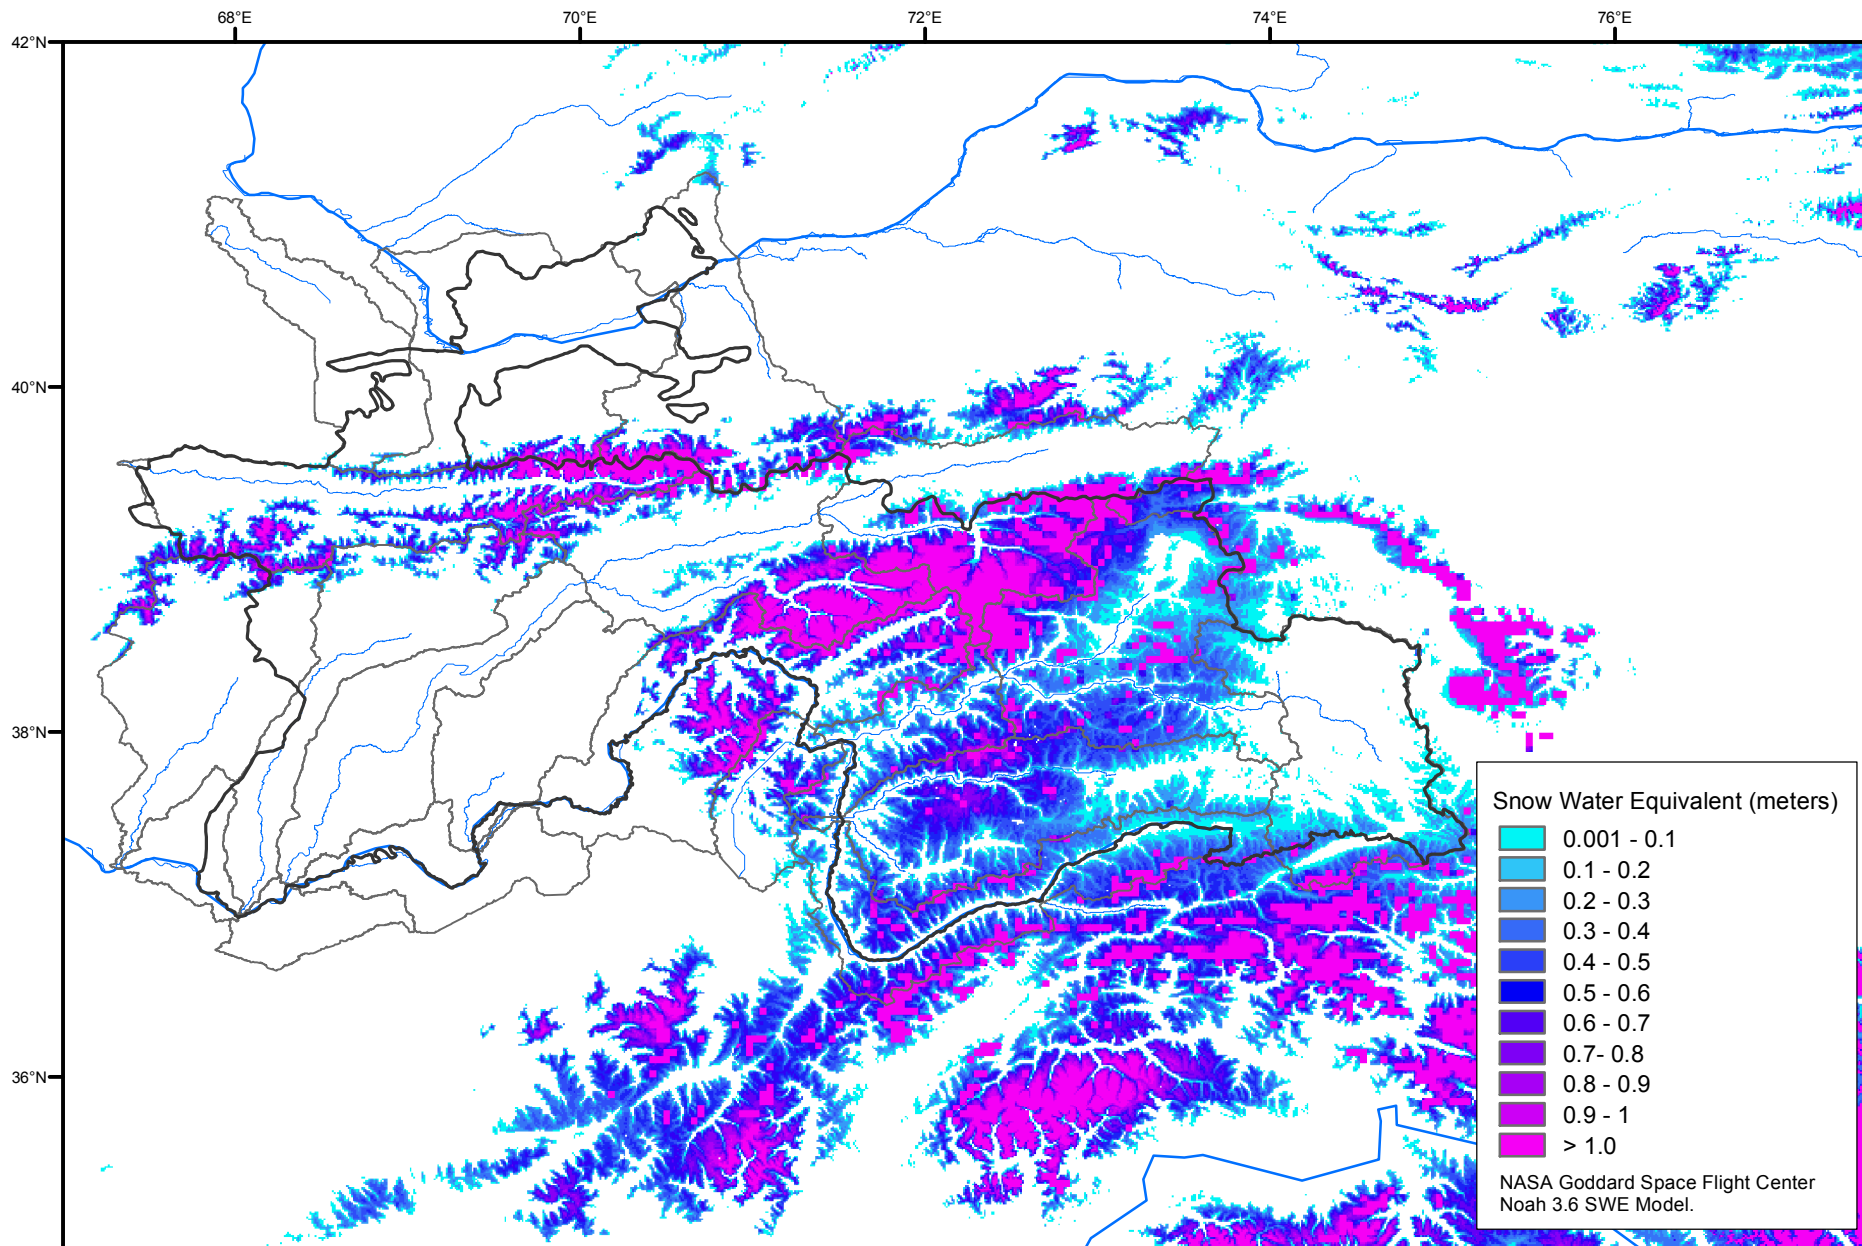 68°E
70°E
72°E
74°E
76°E
42°N
40°N
38°N
36°N
Snow Water Equivalent (meters)
0.001 - 0.1
0.1 - 0.2
0.2 - 0.3
0.3 - 0.4
0.4 - 0.5
0.5 - 0.6
0.6 - 0.7
0.7- 0.8
0.8 - 0.9
0.9 - 1
> 1.0
NASA Goddard Space Flight Center
Noah 3.6 SWE Model.